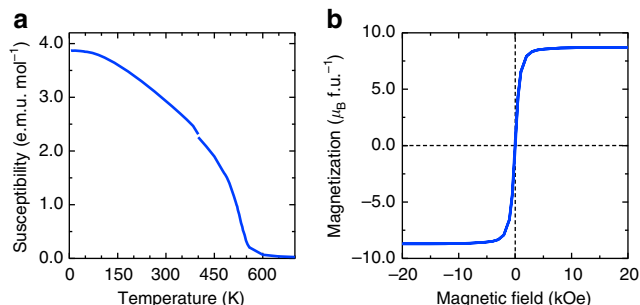 a
b
4.0
3.0
2.0
1.0
0.0
Susceptibility (e.m.u. mol⁻¹)
0 150 300 450 600
Temperature (K)
10.0
5.0
0.0
−5.0
−10.0
Magnetization (μB f.u.⁻¹)
−20 −10 0 10 20
Magnetic field (kOe)